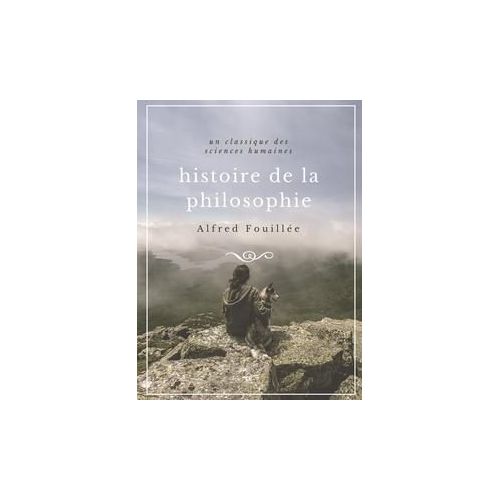 un classique des
sciences humaines
histoire de la
philosophie
Alfred Fouillée